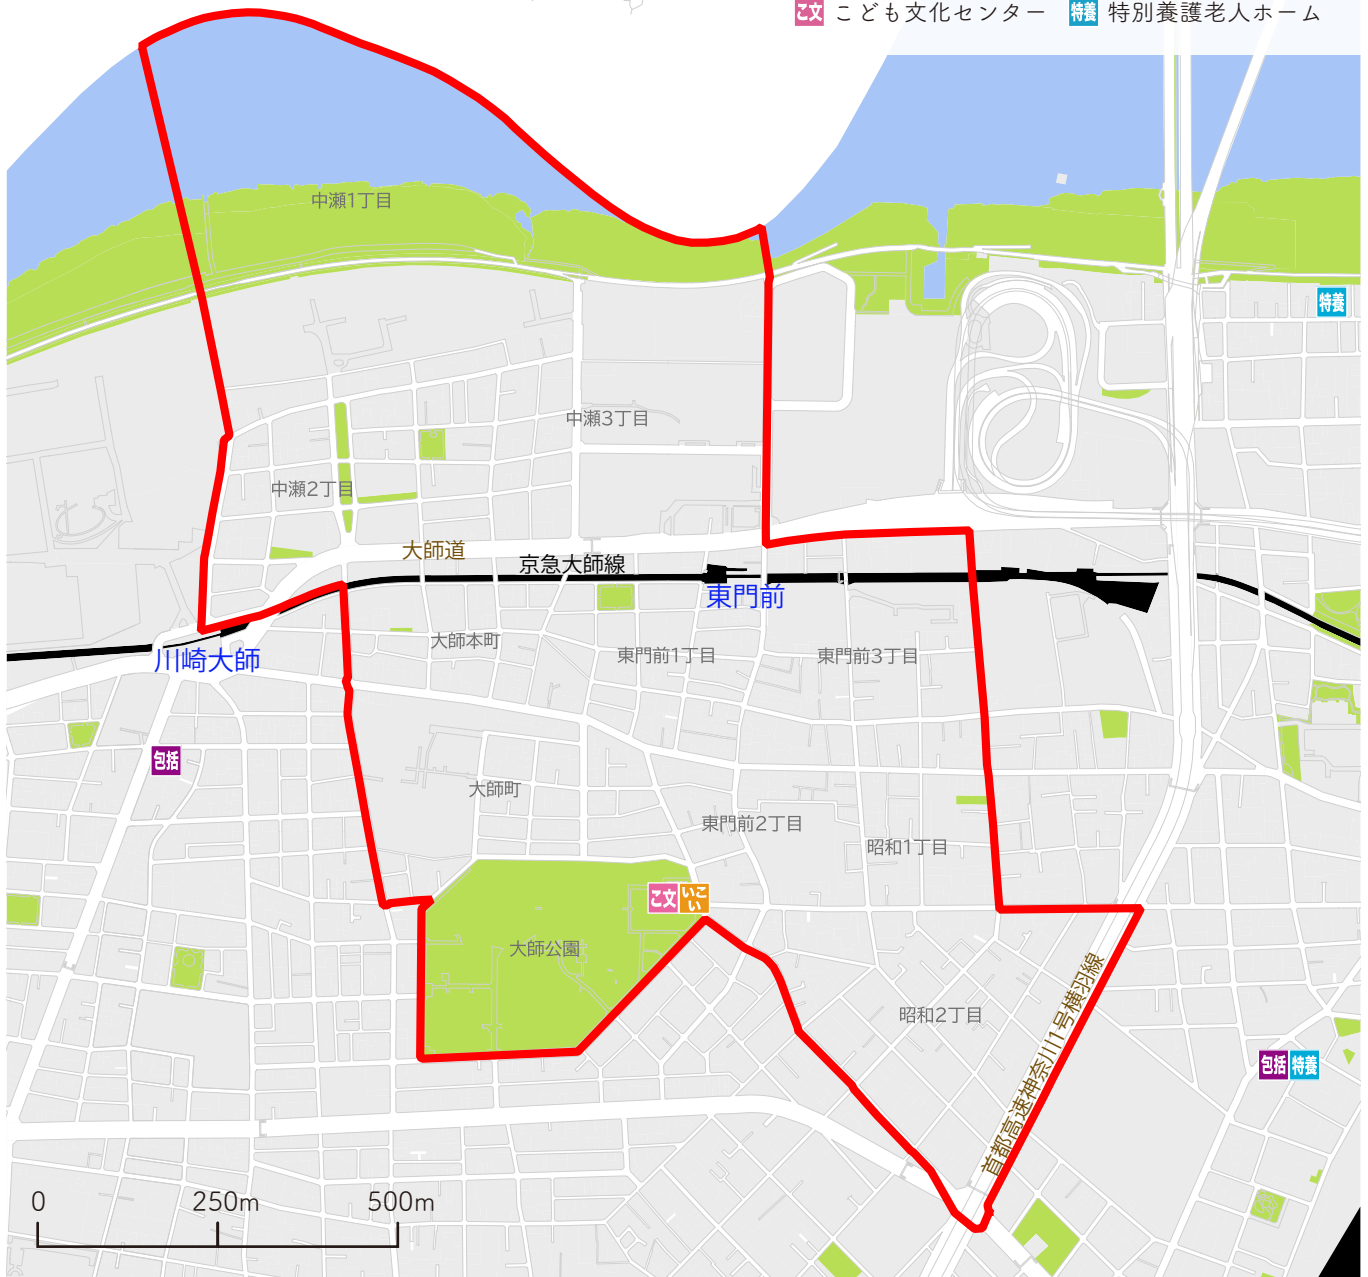 こ文 こども文化センター 特養 特別養護老人ホーム
中瀬1丁目
特養
中瀬3丁目
中瀬2丁目
大師道
京急大師線
東門前
大師本町
川崎大師
東門前1丁目
東門前3丁目
包括
大師町
東門前2丁目
昭和1丁目
こ文 いこい
大師公園
昭和2丁目
首都高速神奈川1号横羽線
包括 特養
0 250m 500m